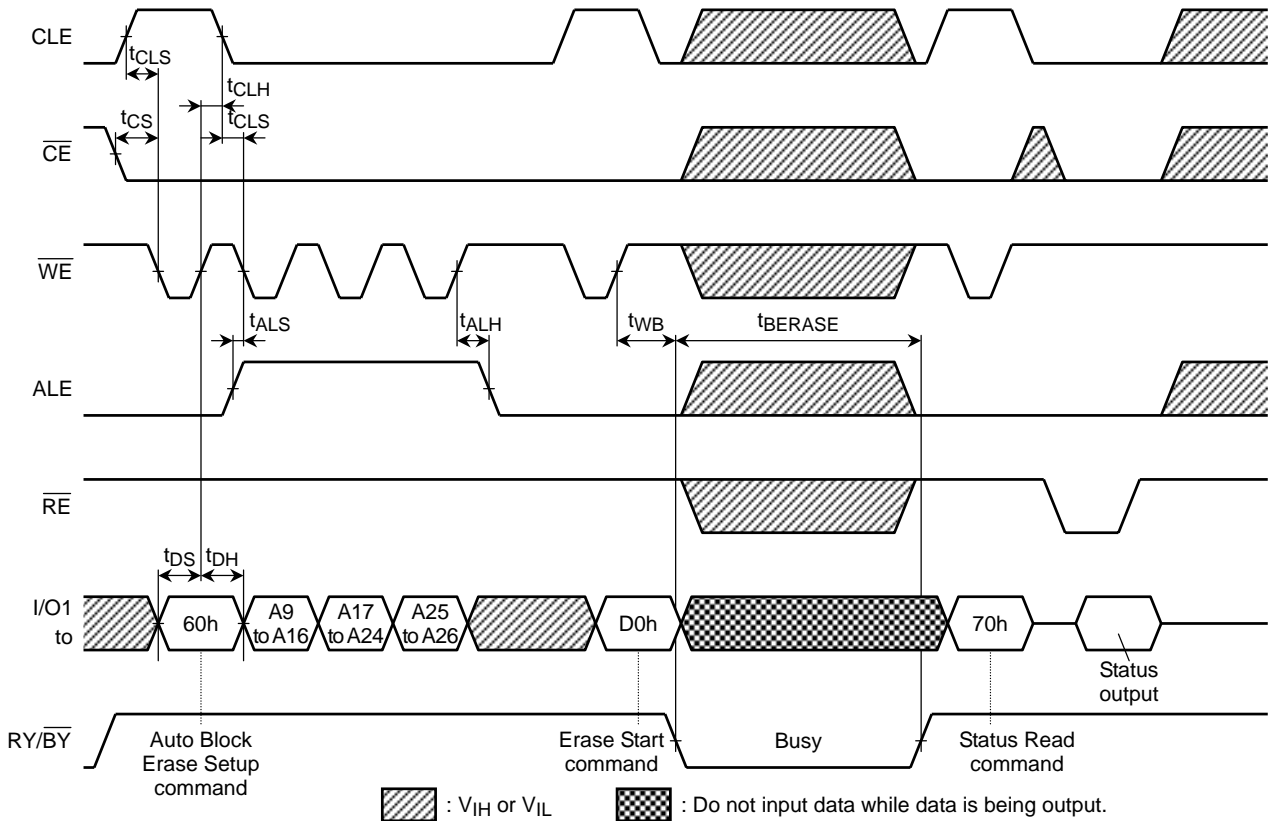 CLE
tCLS
tCLH
tCS
tCLS
CE
WE
tALS
tALH
tWB
tBERASE
ALE
RE
tDS
tDH
I/O1
to
60h
A9
to A16
A17
to A24
A25
to A26
D0h
70h
Status
output
RY/BY
Auto Block
Erase Setup
command
Erase Start
command
Busy
Status Read
command
: VIH or VIL
: Do not input data while data is being output.